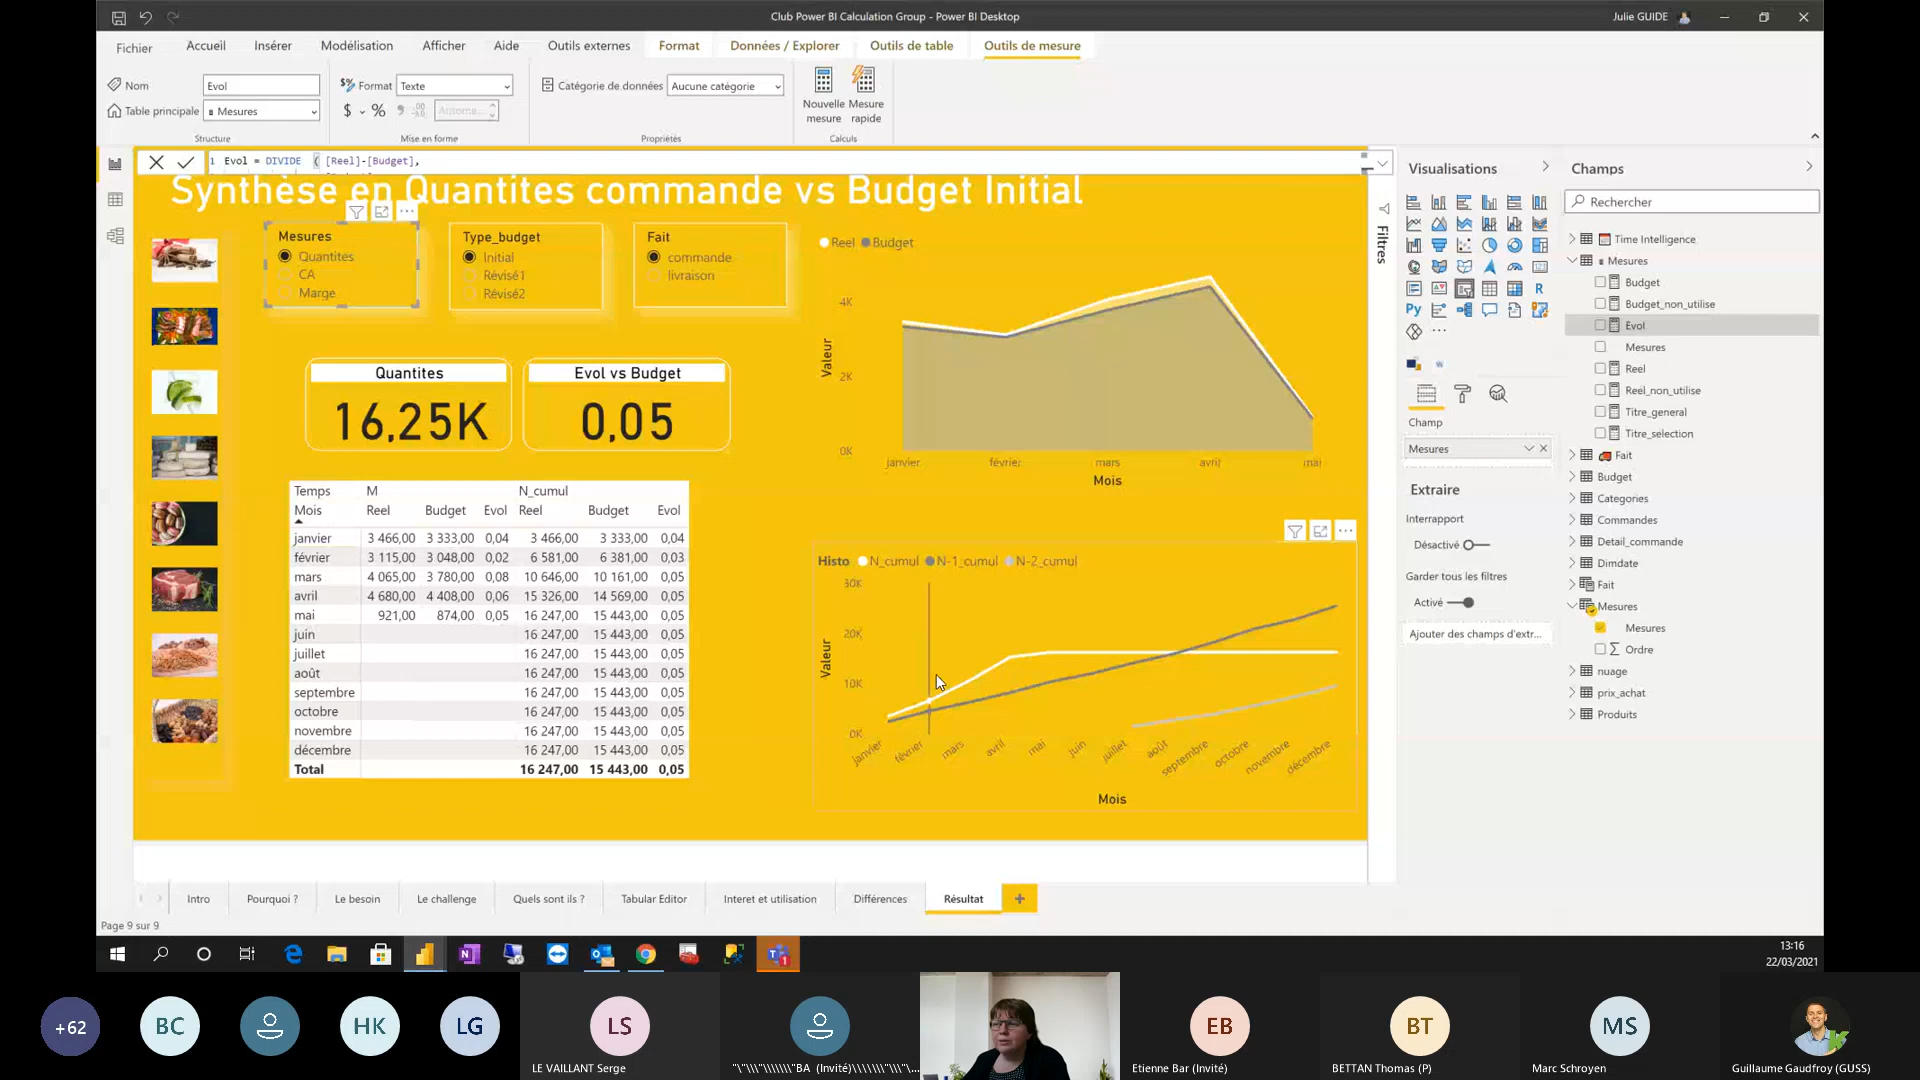 Club Power BI Calculation Group - Power BI Desktop
Julie GUIDE
Fichier Accueil Insérer Modélisation Afficher Aide Outils externes Format Données / Explorer Outils de table Outils de mesure
Nom Evol
Table principale Mesures
Structure
Format Texte
$ % Automa...
Mise en forme
Catégorie de données Aucune catégorie
Propriétés
Nouvelle mesure
Mesure rapide
Calculs
1 Evol = DIVIDE ( [Reel]-[Budget],
Synthèse en Quantites commande vs Budget Initial
Mesures
Quantites
CA
Marge
Type_budget
Initial
Révisé1
Révisé2
Fait
commande
livraison
Quantites
16,25K
Evol vs Budget
0,05
Temps M N_cumul
Mois Reel Budget Evol Reel Budget Evol
janvier 3 466,00 3 333,00 0,04 3 466,00 3 333,00 0,04
février 3 115,00 3 048,00 0,02 6 581,00 6 381,00 0,03
mars 4 065,00 3 780,00 0,08 10 646,00 10 161,00 0,05
avril 4 680,00 4 408,00 0,06 15 326,00 14 569,00 0,05
mai 921,00 874,00 0,05 16 247,00 15 443,00 0,05
juin 16 247,00 15 443,00 0,05
juillet 16 247,00 15 443,00 0,05
août 16 247,00 15 443,00 0,05
septembre 16 247,00 15 443,00 0,05
octobre 16 247,00 15 443,00 0,05
novembre 16 247,00 15 443,00 0,05
décembre 16 247,00 15 443,00 0,05
Total 16 247,00 15 443,00 0,05
Reel Budget
Valeur
4K
2K
0K
janvier février mars avril mai
Mois
Histo N_cumul N-1_cumul N-2_cumul
Valeur
30K
20K
10K
0K
janvier février mars avril mai juin juillet août septembre octobre novembre décembre
Mois
Filtres
Visualisations
Py
R
Champ
Mesures
Extraire
Interrapport
Désactivé
Garder tous les filtres
Activé
Ajouter des champs d'extr...
Champs
Rechercher
Time Intelligence
Mesures
Budget
Budget_non_utilise
Evol
Mesures
Reel
Reel_non_utilise
Titre_general
Titre_selection
Fait
Budget
Categories
Commandes
Detail_commande
Dimdate
Fait
Mesures
Mesures
Ordre
nuage
prix_achat
Produits
Intro Pourquoi ? Le besoin Le challenge Quels sont ils ? Tabular Editor Interet et utilisation Différences Résultat +
Page 9 sur 9
13:16
22/03/2021
+62 BC HK LG LS EB BT MS
LE VAILLANT Serge
"\"\\\"\\\\\\\"BA (Invité)\\\\\\\"\\\"\...
Etienne Bar (Invité)
BETTAN Thomas (P)
Marc Schroyen
Guillaume Gaudfroy (GUSS)